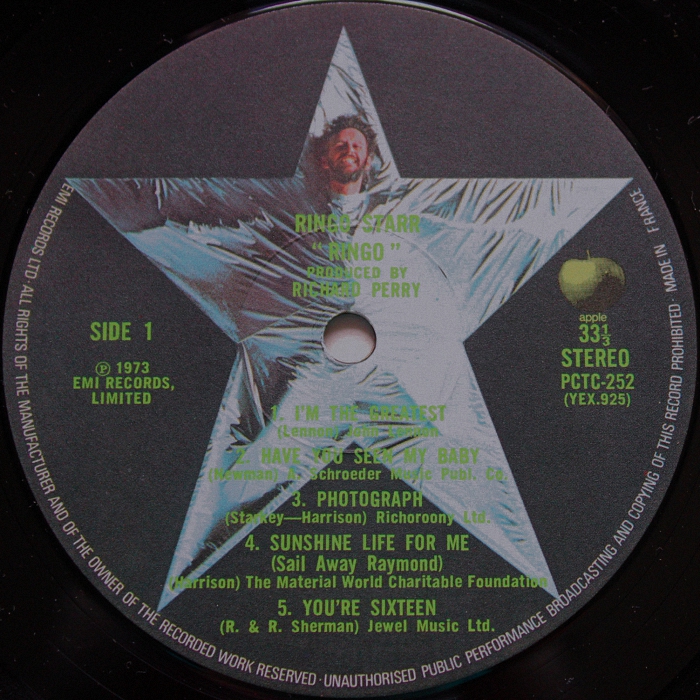 RINGO STARR
"RINGO"
PRODUCED BY
RICHARD PERRY
SIDE 1
Ⓟ 1973
EMI RECORDS,
LIMITED
apple
33⅓
STEREO
PCTC-252
(YEX.925)
1. I'M THE GREATEST
(Lennon) John Lennon
2. HAVE YOU SEEN MY BABY
(Newman) A. Schroeder Music Publ. Co.
3. PHOTOGRAPH
(Starkey—Harrison) Richoroony Ltd.
4. SUNSHINE LIFE FOR ME
(Sail Away Raymond)
(Harrison) The Material World Charitable Foundation
5. YOU'RE SIXTEEN
(R. & R. Sherman) Jewel Music Ltd.
EMI RECORDS LTD·ALL RIGHTS OF THE MANUFACTURER AND OF THE OWNER OF THE RECORDED WORK RESERVED·UNAUTHORISED PUBLIC PERFORMANCE BROADCASTING AND COPYING OF THIS RECORD PROHIBITED· MADE IN FRANCE